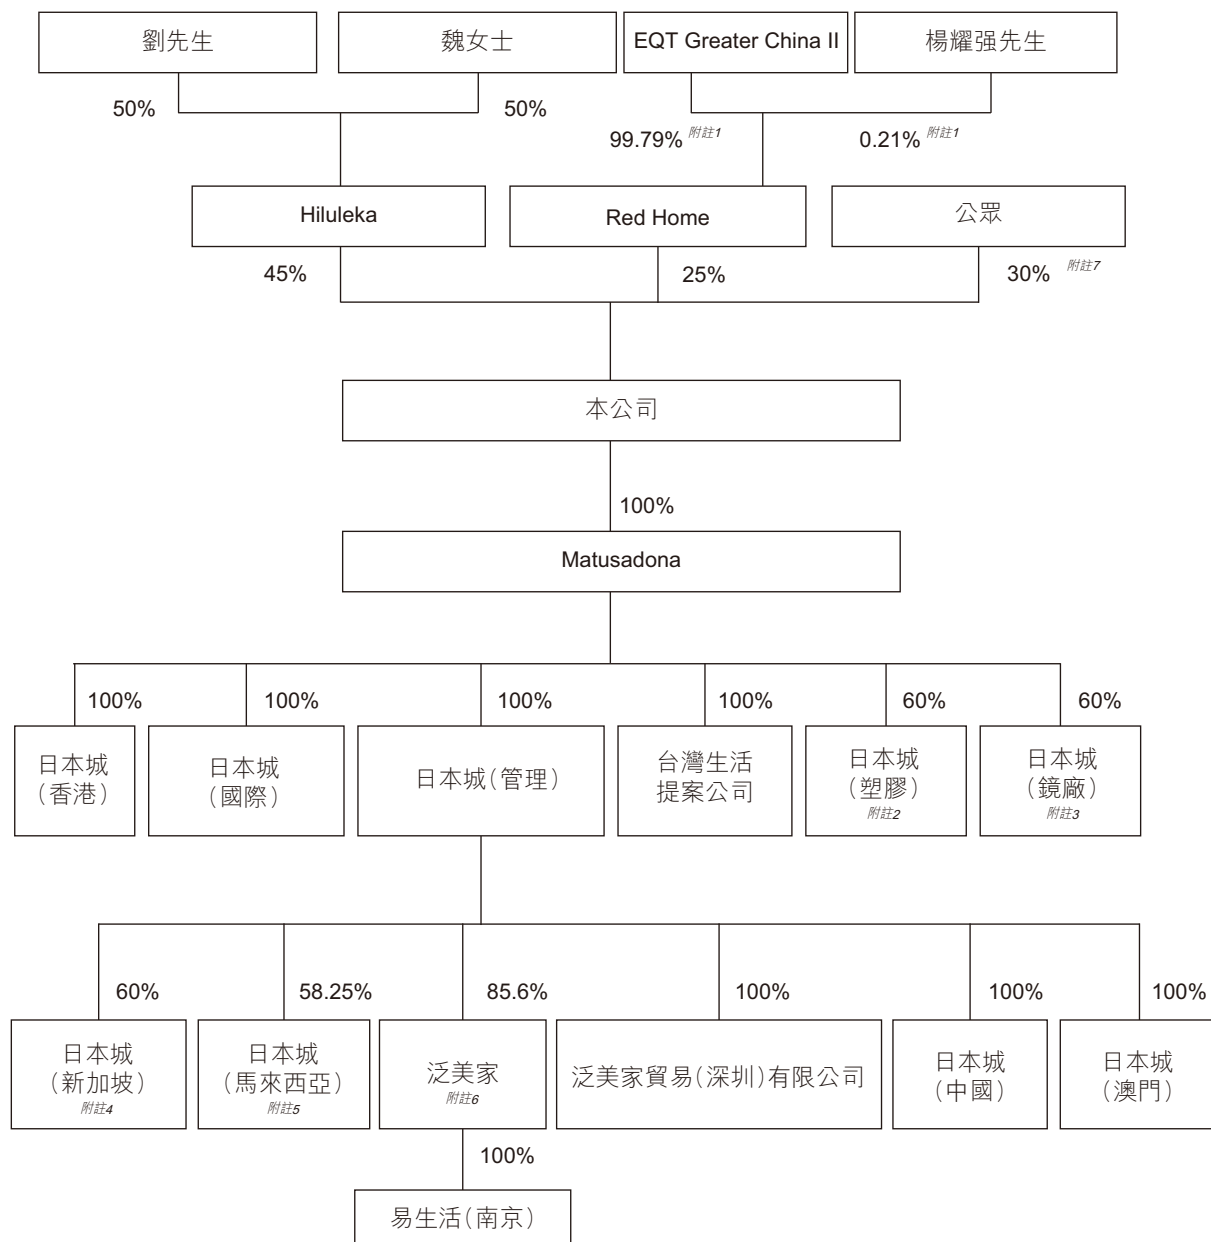 劉先生
魏女士
EQT Greater China II
楊耀强先生
50%
50%
99.79% 附註1
0.21% 附註1
Hiluleka
Red Home
公眾
45%
25%
30% 附註7
本公司
100%
Matusadona
100%
100%
100%
100%
60%
60%
日本城
(香港)
日本城
(國際)
日本城(管理)
台灣生活
提案公司
日本城
(塑膠)
附註2
日本城
(鏡廠)
附註3
60%
58.25%
85.6%
100%
100%
100%
日本城
(新加坡)
附註4
日本城
(馬來西亞)
附註5
泛美家
附註6
泛美家貿易(深圳)有限公司
日本城
(中國)
日本城
(澳門)
100%
易生活(南京)